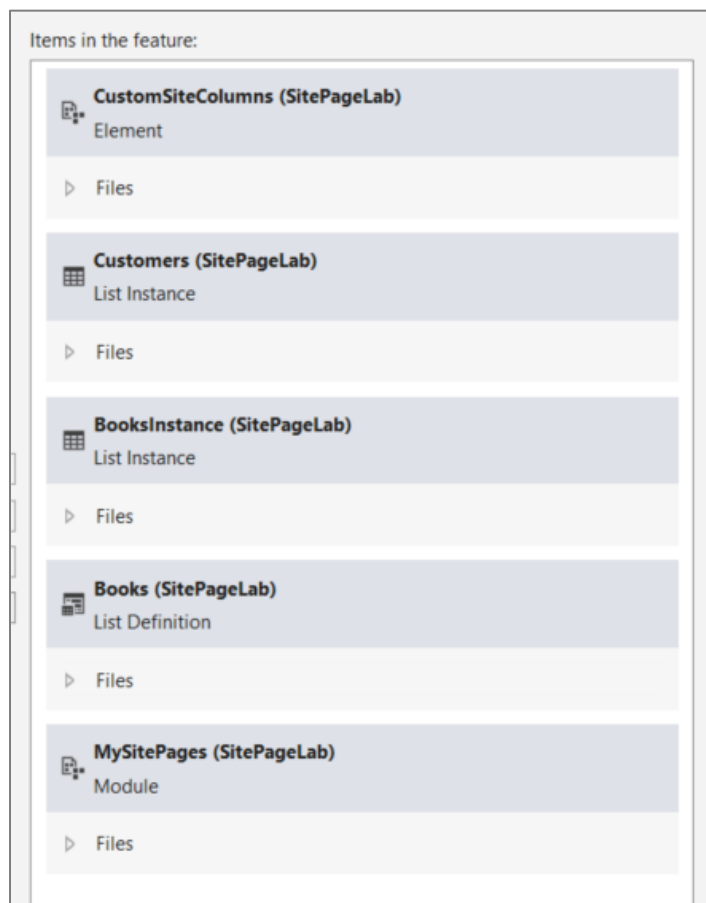 Items in the feature:
CustomSiteColumns (SitePageLab)
Element
Files
Customers (SitePageLab)
List Instance
Files
BooksInstance (SitePageLab)
List Instance
Files
Books (SitePageLab)
List Definition
Files
MySitePages (SitePageLab)
Module
Files